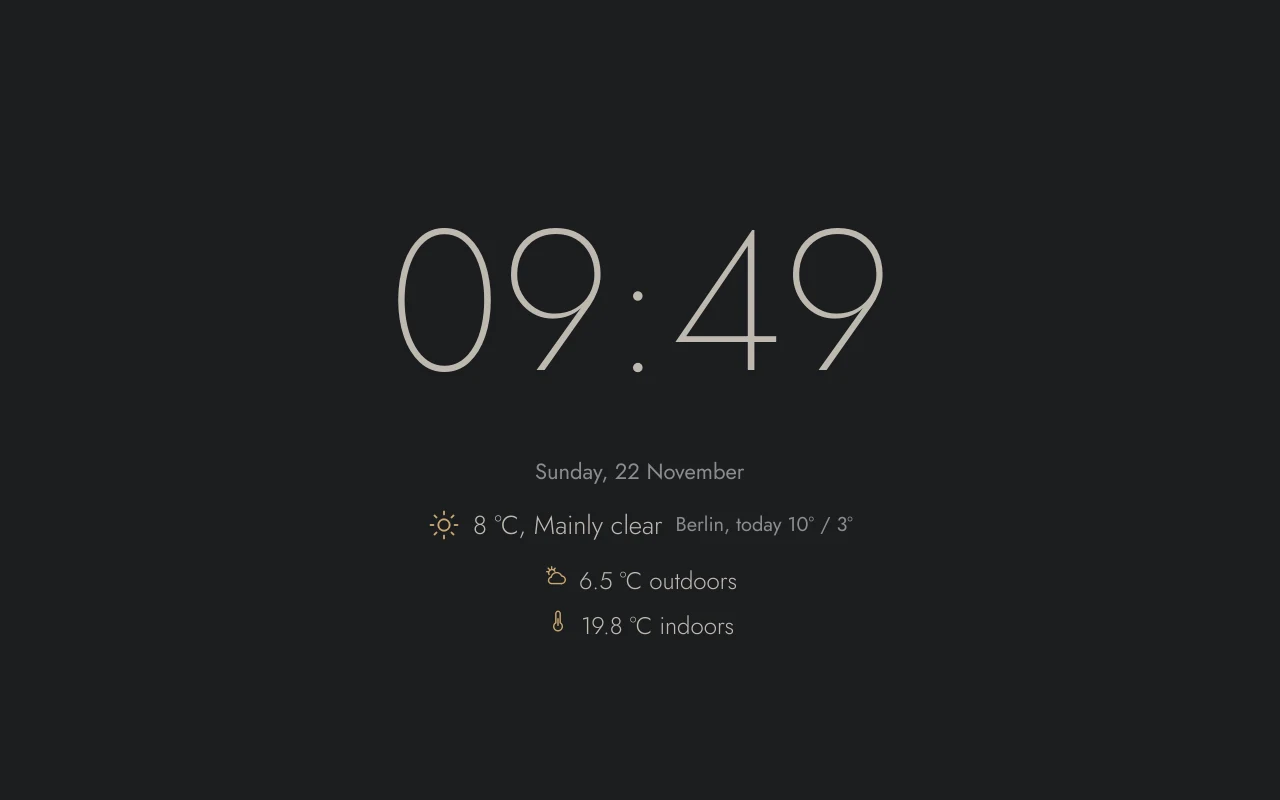 09:49
Sunday, 22 November
8 °C, Mainly clear Berlin, today 10° / 3°
6.5 °C outdoors
19.8 °C indoors